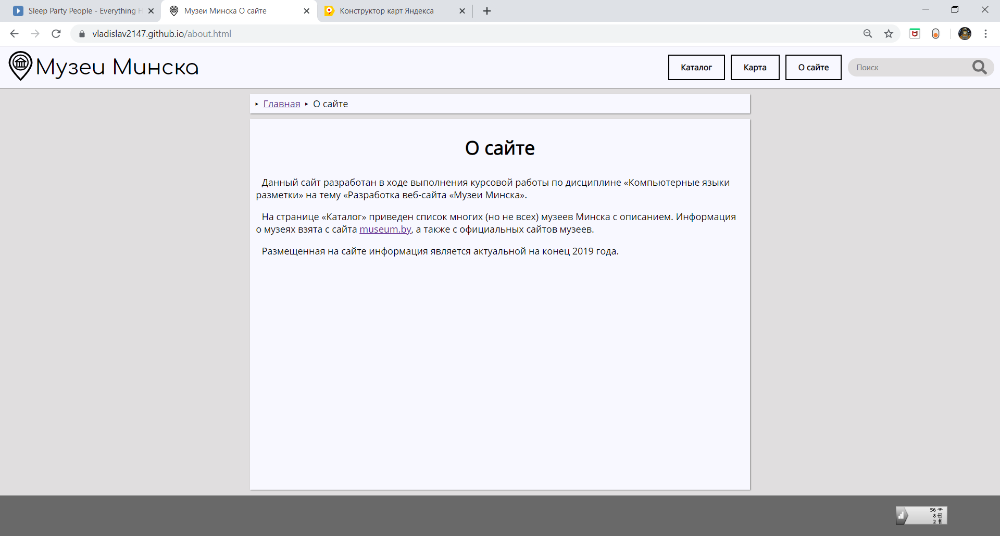 Sleep Party People - Everything H
Музеи Минска О сайте
Конструктор карт Яндекса
vladislav2147.github.io/about.html
Музеи Минска
Каталог
Карта
О сайте
Поиск
‣ Главная ‣ О сайте
О сайте
Данный сайт разработан в ходе выполнения курсовой работы по дисциплине «Компьютерные языки
разметки» на тему «Разработка веб-сайта «Музеи Минска».
На странице «Каталог» приведен список многих (но не всех) музеев Минска с описанием. Информация
о музеях взята с сайта museum.by, а также с официальных сайтов музеев.
Размещенная на сайте информация является актуальной на конец 2019 года.
56
8
2